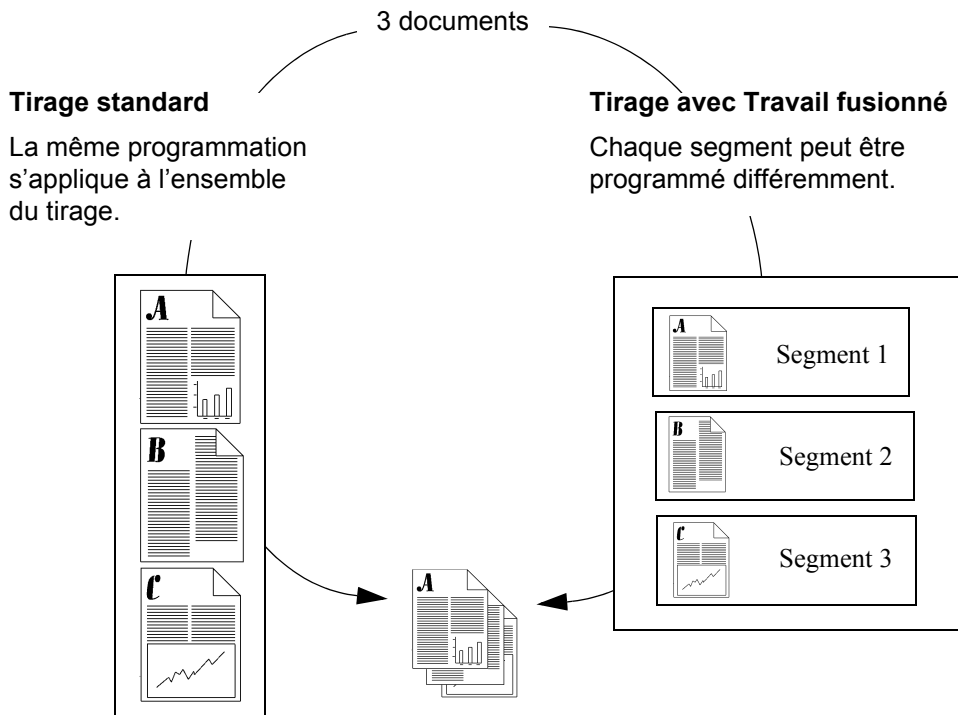 3 documents
Tirage standard
La même programmation
s’applique à l’ensemble
du tirage.
Tirage avec Travail fusionné
Chaque segment peut être
programmé différemment.
A
B
C
A
Segment 1
B
Segment 2
C
Segment 3
A